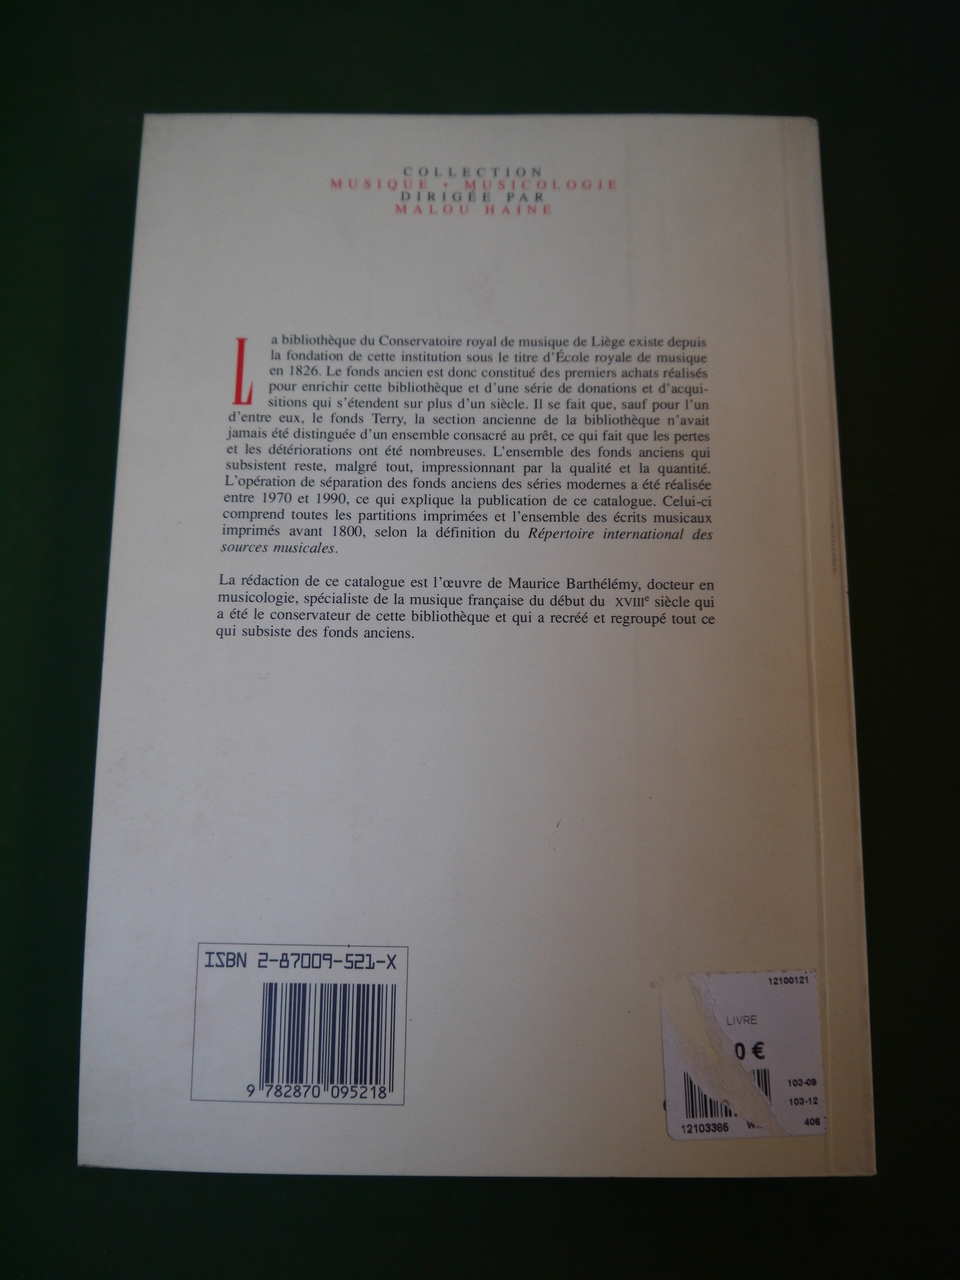 COLLECTION
MUSIQUE • MUSICOLOGIE
DIRIGÉE PAR
MALOU HAINE
La bibliothèque du Conservatoire royal de musique de Liège existe depuis
la fondation de cette institution sous le titre d'École royale de musique
en 1826. Le fonds ancien est donc constitué des premiers achats réalisés
pour enrichir cette bibliothèque et d'une série de donations et d'acqui-
sitions qui s'étendent sur plus d'un siècle. Il se fait que, sauf pour l'un
d'entre eux, le fonds Terry, la section ancienne de la bibliothèque n'avait
jamais été distinguée d'un ensemble consacré au prêt, ce qui fait que les pertes
et les détériorations ont été nombreuses. L'ensemble des fonds anciens qui
subsistent reste, malgré tout, impressionnant par la qualité et la quantité.
L'opération de séparation des fonds anciens des séries modernes a été réalisée
entre 1970 et 1990, ce qui explique la publication de ce catalogue. Celui-ci
comprend toutes les partitions imprimées et l'ensemble des écrits musicaux
imprimés avant 1800, selon la définition du Répertoire international des
sources musicales.
La rédaction de ce catalogue est l'œuvre de Maurice Barthélémy, docteur en
musicologie, spécialiste de la musique française du début du XVIIIe siècle qui
a été le conservateur de cette bibliothèque et qui a recréé et regroupé tout ce
qui subsiste des fonds anciens.
ISBN 2-87009-521-X
9 782870 095218
12100121
LIVRE
0 €
103-09
103-12
12103385
406